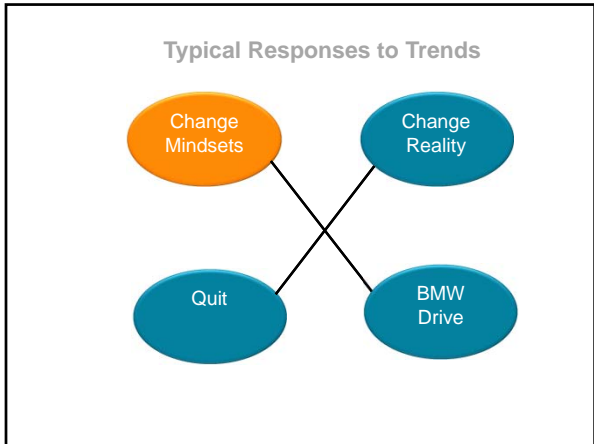 Typical Responses to Trends
Change
Mindsets
Change
Reality
Quit
BMW
Drive